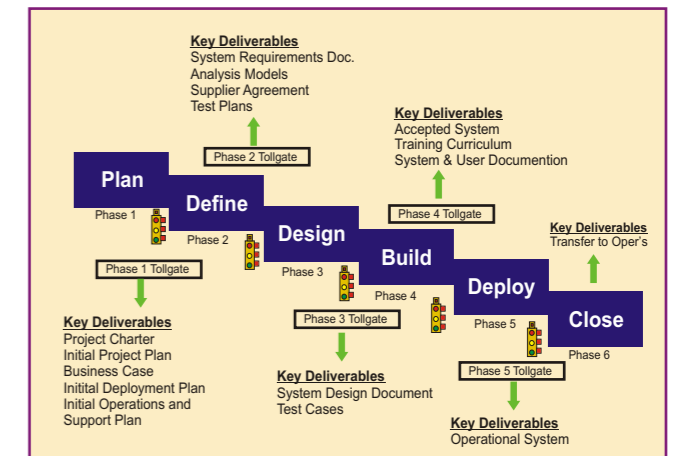 Key Deliverables
System Requirements Doc.
Analysis Models
Supplier Agreement
Test Plans
Phase 2 Tollgate
Key Deliverables
Accepted System
Training Curriculum
System & User Documention
Phase 4 Tollgate
Plan
Phase 1
Define
Phase 2
Design
Phase 3
Build
Phase 4
Deploy
Phase 5
Close
Phase 6
Key Deliverables
Transfer to Oper's
Phase 1 Tollgate
Key Deliverables
Project Charter
Initial Project Plan
Business Case
Initital Deployment Plan
Initial Operations and
Support Plan
Phase 3 Tollgate
Key Deliverables
System Design Document
Test Cases
Phase 5 Tollgate
Key Deliverables
Operational System